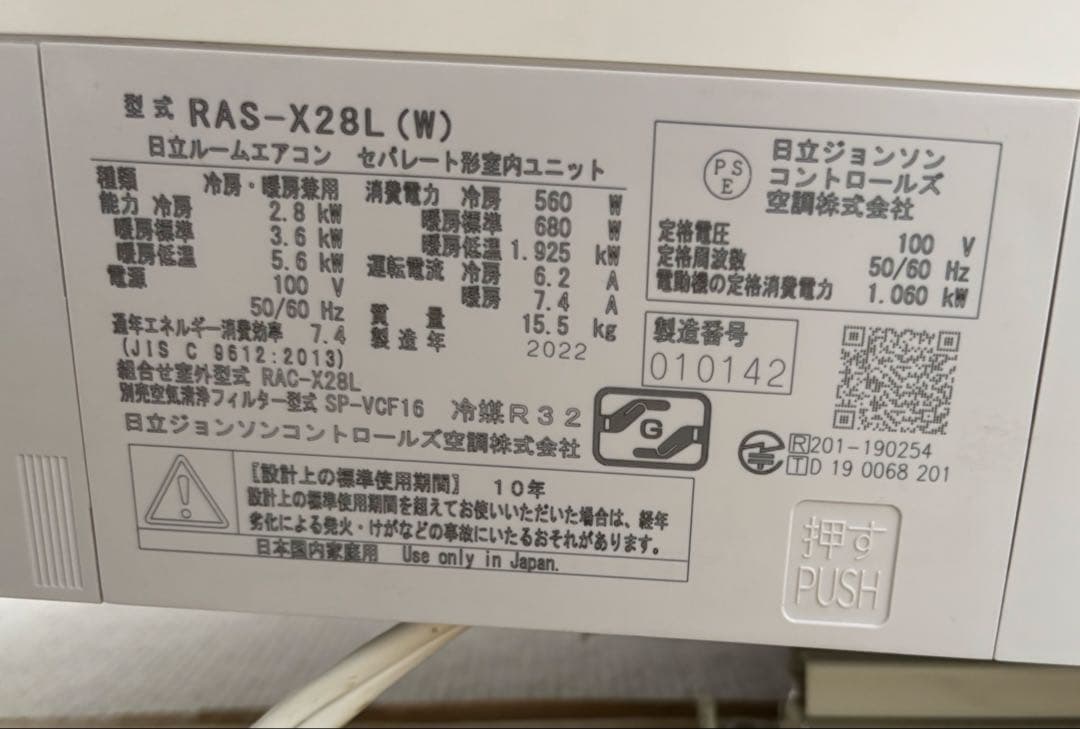 型式 RAS-X28L(W)
日立ルームエアコン セパレート形室内ユニット
種類 冷房・暖房兼用
能力 冷房 2.8 kW
暖房標準 3.6 kW
暖房低温 5.6 kW
電源 100 V
50/60 Hz
通年エネルギー消費効率 7.4
(JIS C 9612:2013)
組合せ室外型式 RAC-X28L
別売空気清浄フィルター型式 SP-VCF16
消費電力 冷房 560 W
暖房標準 680 W
暖房低温 1.925 kW
運転電流 冷房 6.2 A
暖房 7.4 A
質量 15.5 kg
製造年 2022
冷媒R32
日立ジョンソンコントロールズ空調株式会社
G
PS
E
日立ジョンソン
コントロールズ
空調株式会社
定格電圧 100 V
定格周波数 50/60 Hz
電動機の定格消費電力 1.060 kW
製造番号
010142
R201-190254
TD 19 0068 201
【設計上の標準使用期間】 10年
設計上の標準使用期間を超えてお使いいただいた場合は、経年
劣化による発火・けがなどの事故にいたるおそれがあります。
日本国内家庭用 Use only in Japan.
押す
PUSH